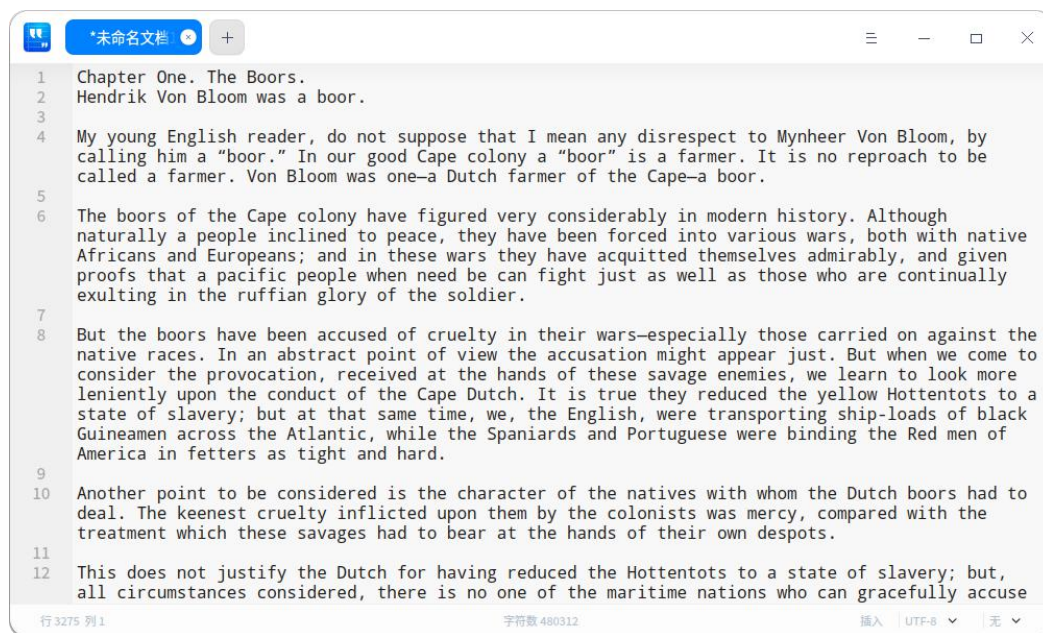 *未命名文档
1 Chapter One. The Boors.
2 Hendrik Von Bloom was a boor.
3
4 My young English reader, do not suppose that I mean any disrespect to Mynheer Von Bloom, by
calling him a “boor.” In our good Cape colony a “boor” is a farmer. It is no reproach to be
called a farmer. Von Bloom was one—a Dutch farmer of the Cape—a boor.
5
6 The boors of the Cape colony have figured very considerably in modern history. Although
naturally a people inclined to peace, they have been forced into various wars, both with native
Africans and Europeans; and in these wars they have acquitted themselves admirably, and given
proofs that a pacific people when need be can fight just as well as those who are continually
exulting in the ruffian glory of the soldier.
7
8 But the boors have been accused of cruelty in their wars—especially those carried on against the
native races. In an abstract point of view the accusation might appear just. But when we come to
consider the provocation, received at the hands of these savage enemies, we learn to look more
leniently upon the conduct of the Cape Dutch. It is true they reduced the yellow Hottentots to a
state of slavery; but at that same time, we, the English, were transporting ship-loads of black
Guineamen across the Atlantic, while the Spaniards and Portuguese were binding the Red men of
America in fetters as tight and hard.
9
10 Another point to be considered is the character of the natives with whom the Dutch boors had to
deal. The keenest cruelty inflicted upon them by the colonists was mercy, compared with the
treatment which these savages had to bear at the hands of their own despots.
11
12 This does not justify the Dutch for having reduced the Hottentots to a state of slavery; but,
all circumstances considered, there is no one of the maritime nations who can gracefully accuse
行 3275 列 1 字符数 480312 插入 UTF-8 无